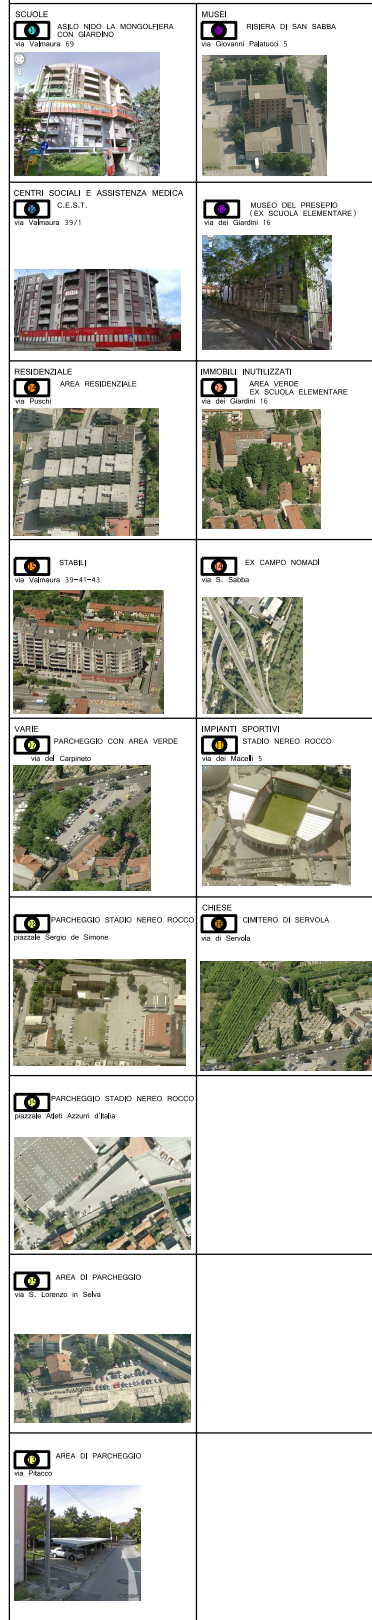 SCUOLE
ASILO NIDO LA MONGOLFIERA
CON GIARDINO
via Valmaura 69
MUSEI
RISIERA DI SAN SABBA
via Giovanni Palatucci 5
CENTRI SOCIALI E ASSISTENZA MEDICA
C.E.S.T.
via Valmaura 39/1
MUSEO DEL PRESEPIO
(EX SCUOLA ELEMENTARE)
via dei Giardini 16
RESIDENZIALE
AREA RESIDENZIALE
via Puschi
IMMOBILI INUTILIZZATI
AREA VERDE
EX SCUOLA ELEMENTARE
via dei Giardini 16
STABILI
via Valmaura 39-41-43
EX CAMPO NOMADI
via S. Sabba
VARIE
PARCHEGGIO CON AREA VERDE
via del Carpineto
IMPIANTI SPORTIVI
STADIO NEREO ROCCO
via dei Macelli 5
PARCHEGGIO STADIO NEREO ROCCO
piazzale Sergio de Simone
CHIESE
CIMITERO DI SERVOLA
via di Servola
PARCHEGGIO STADIO NEREO ROCCO
piazzale Atleti Azzurri d'Italia
AREA DI PARCHEGGIO
via S. Lorenzo in Selva
AREA DI PARCHEGGIO
via Pitacco